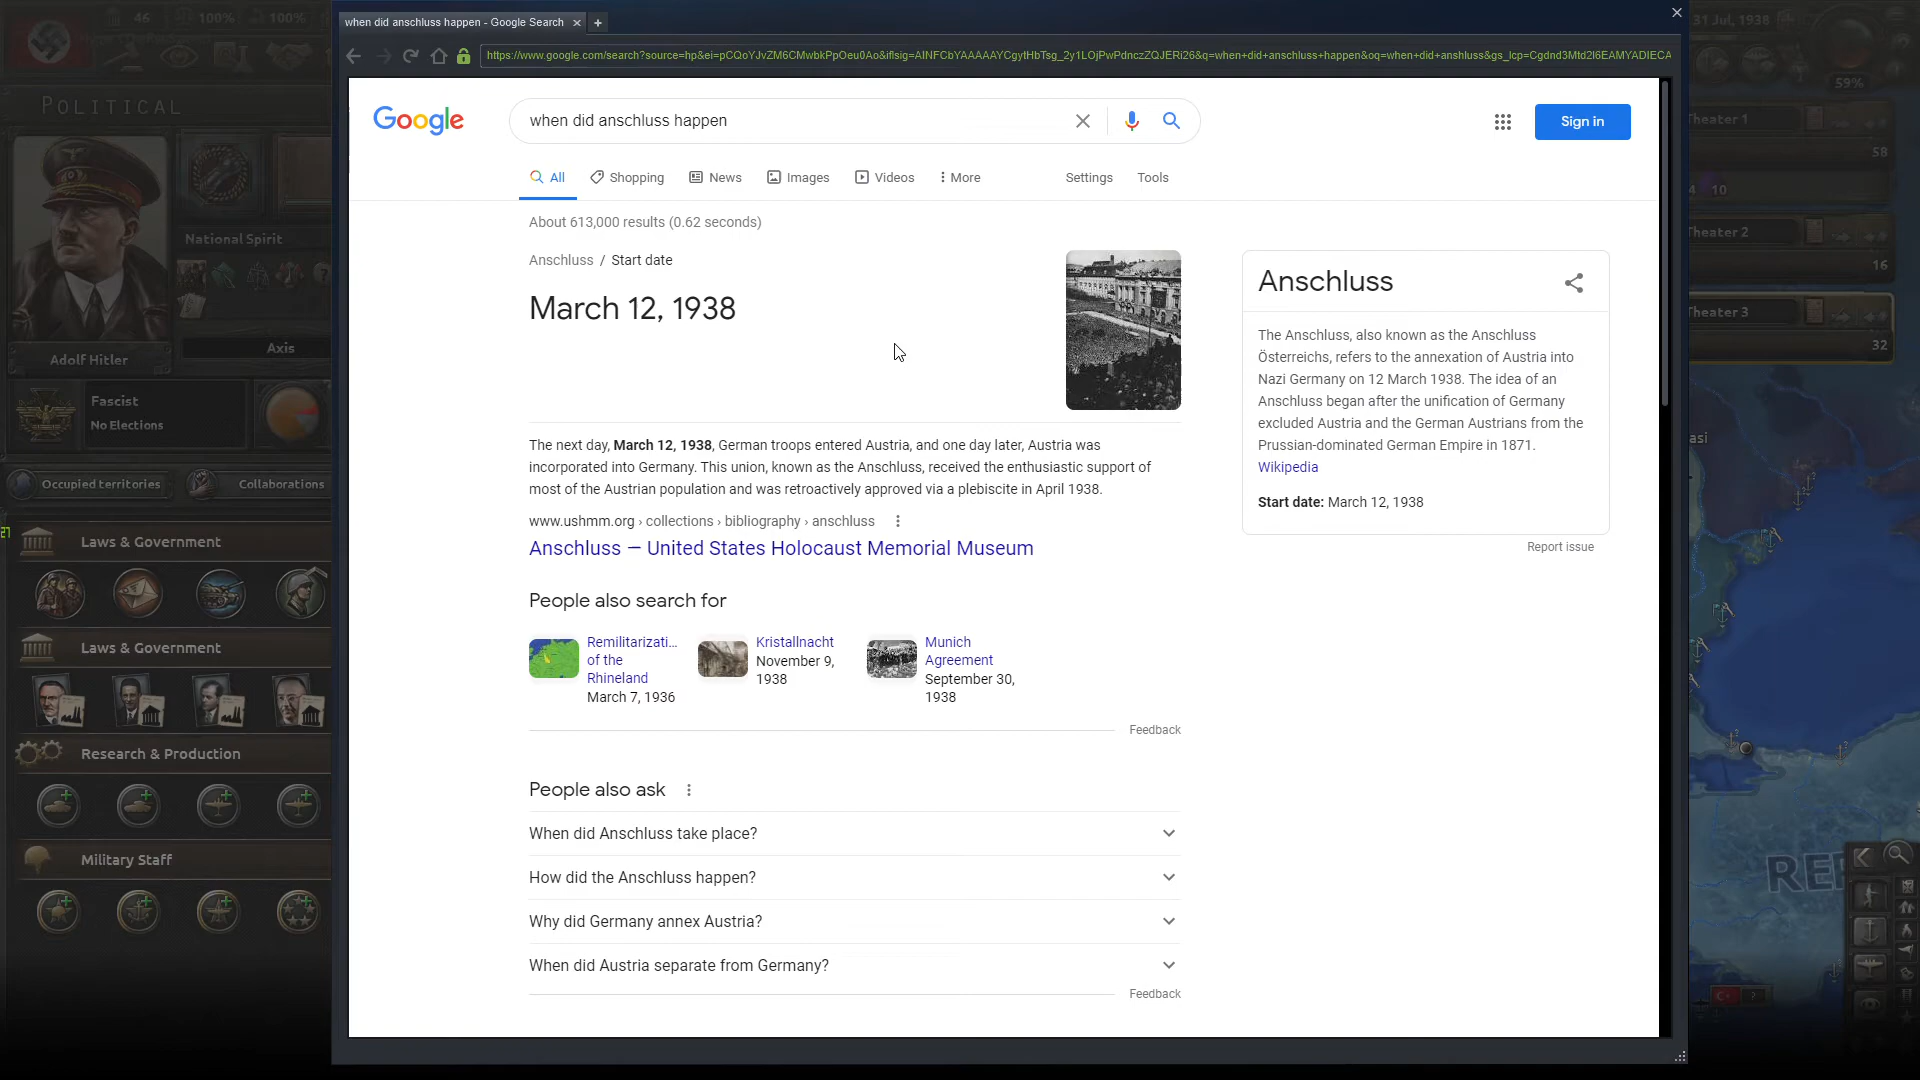 when did anschluss happen - Google Search
https://www.google.com/search?source=hp&ei=pCQoYJvZM6CMwbkPpOeu0Ao&iflsig=AINFCbYAAAAAYCgytHbTsg_2y1LOjPwPdnczZQJERi26&q=when+did+anschluss+happen&oq=when+did+anshluss&gs_lcp=Cgdnd3Mtd2l6EAMYADIECA
46
100%
100%
31 Jul, 1938
59%
POLITICAL
National Spirit
Adolf Hitler
Axis
Fascist
No Elections
Occupied territories
Collaborations
Laws & Government
Laws & Government
Research & Production
Military Staff
27
Google
when did anschluss happen
Sign in
All
Shopping
News
Images
Videos
More
Settings
Tools
About 613,000 results (0.62 seconds)
Anschluss / Start date
March 12, 1938
The next day, March 12, 1938, German troops entered Austria, and one day later, Austria was
incorporated into Germany. This union, known as the Anschluss, received the enthusiastic support of
most of the Austrian population and was retroactively approved via a plebiscite in April 1938.
www.ushmm.org › collections › bibliography › anschluss
Anschluss — United States Holocaust Memorial Museum
People also search for
Remilitarizati...
of the
Rhineland
March 7, 1936
Kristallnacht
November 9,
1938
Munich
Agreement
September 30,
1938
Feedback
People also ask
When did Anschluss take place?
How did the Anschluss happen?
Why did Germany annex Austria?
When did Austria separate from Germany?
Feedback
Anschluss
The Anschluss, also known as the Anschluss
Österreichs, refers to the annexation of Austria into
Nazi Germany on 12 March 1938. The idea of an
Anschluss began after the unification of Germany
excluded Austria and the German Austrians from the
Prussian-dominated German Empire in 1871.
Wikipedia
Start date: March 12, 1938
Report issue
Theater 1
58
4 10
Theater 2
16
Theater 3
32
asi
REP